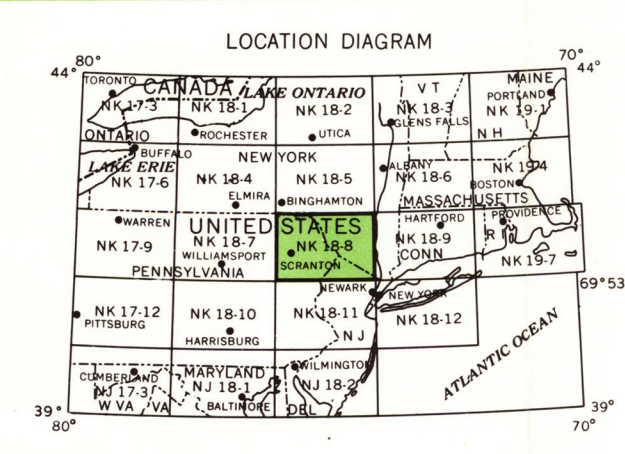 LOCATION DIAGRAM
80°
70°
44°
44°
TORONTO
CANADA
LAKE ONTARIO
VT
MAINE
PORTLAND
NK 17-3
NK 18-1
NK 18-2
NK 18-3
NK 19-1
GLENS FALLS
ONTARIO
ROCHESTER
UTICA
NH
BUFFALO
NEW YORK
LAKE ERIE
ALBANY
NK 19-4
NK 17-6
NK 18-4
NK 18-5
NK 18-6
BOSTON
ELMIRA
BINGHAMTON
MASSACHUSETTS
WARREN
UNITED STATES
HARTFORD
PROVIDENCE
NK 17-9
NK 18-7
NK 18-8
NK 18-9
RI
WILLIAMSPORT
SCRANTON
CONN
NK 19-7
PENNSYLVANIA
NEWARK
NEW YORK
69°53
NK 17-12
NK 18-10
NK 18-11
NK 18-12
PITTSBURG
HARRISBURG
NJ
ATLANTIC OCEAN
WILMINGTON
CUMBERLAND
MARYLAND
NJ 17-3
NJ 18-1
NJ 18-2
W VA
VA
BALTIMORE
DEL
39°
39°
80°
70°